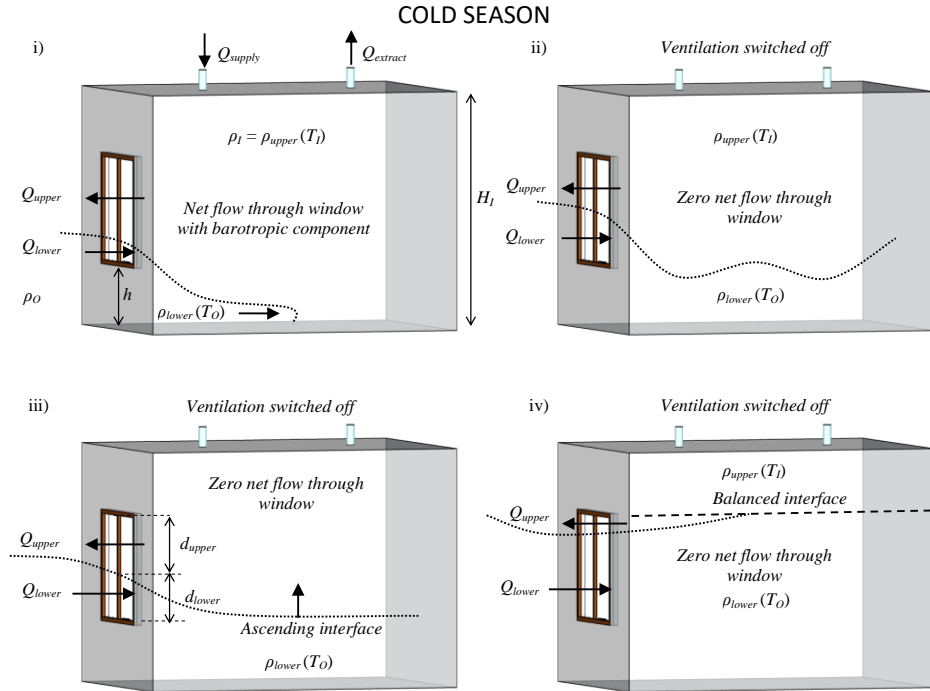 COLD SEASON
i)
Q_supply
Q_extract
ρ_I = ρ_upper (T_I)
Q_upper
Net flow through window
with barotropic component
H_I
Q_lower
h
ρ_O
ρ_lower (T_O)
ii)
Ventilation switched off
ρ_upper (T_I)
Q_upper
Zero net flow through
window
Q_lower
ρ_lower (T_O)
iii)
Ventilation switched off
Zero net flow through
window
Q_upper
d_upper
Q_lower
d_lower
Ascending interface
ρ_lower (T_O)
iv)
Ventilation switched off
ρ_upper (T_I)
Balanced interface
Q_upper
Zero net flow through
window
Q_lower
ρ_lower (T_O)